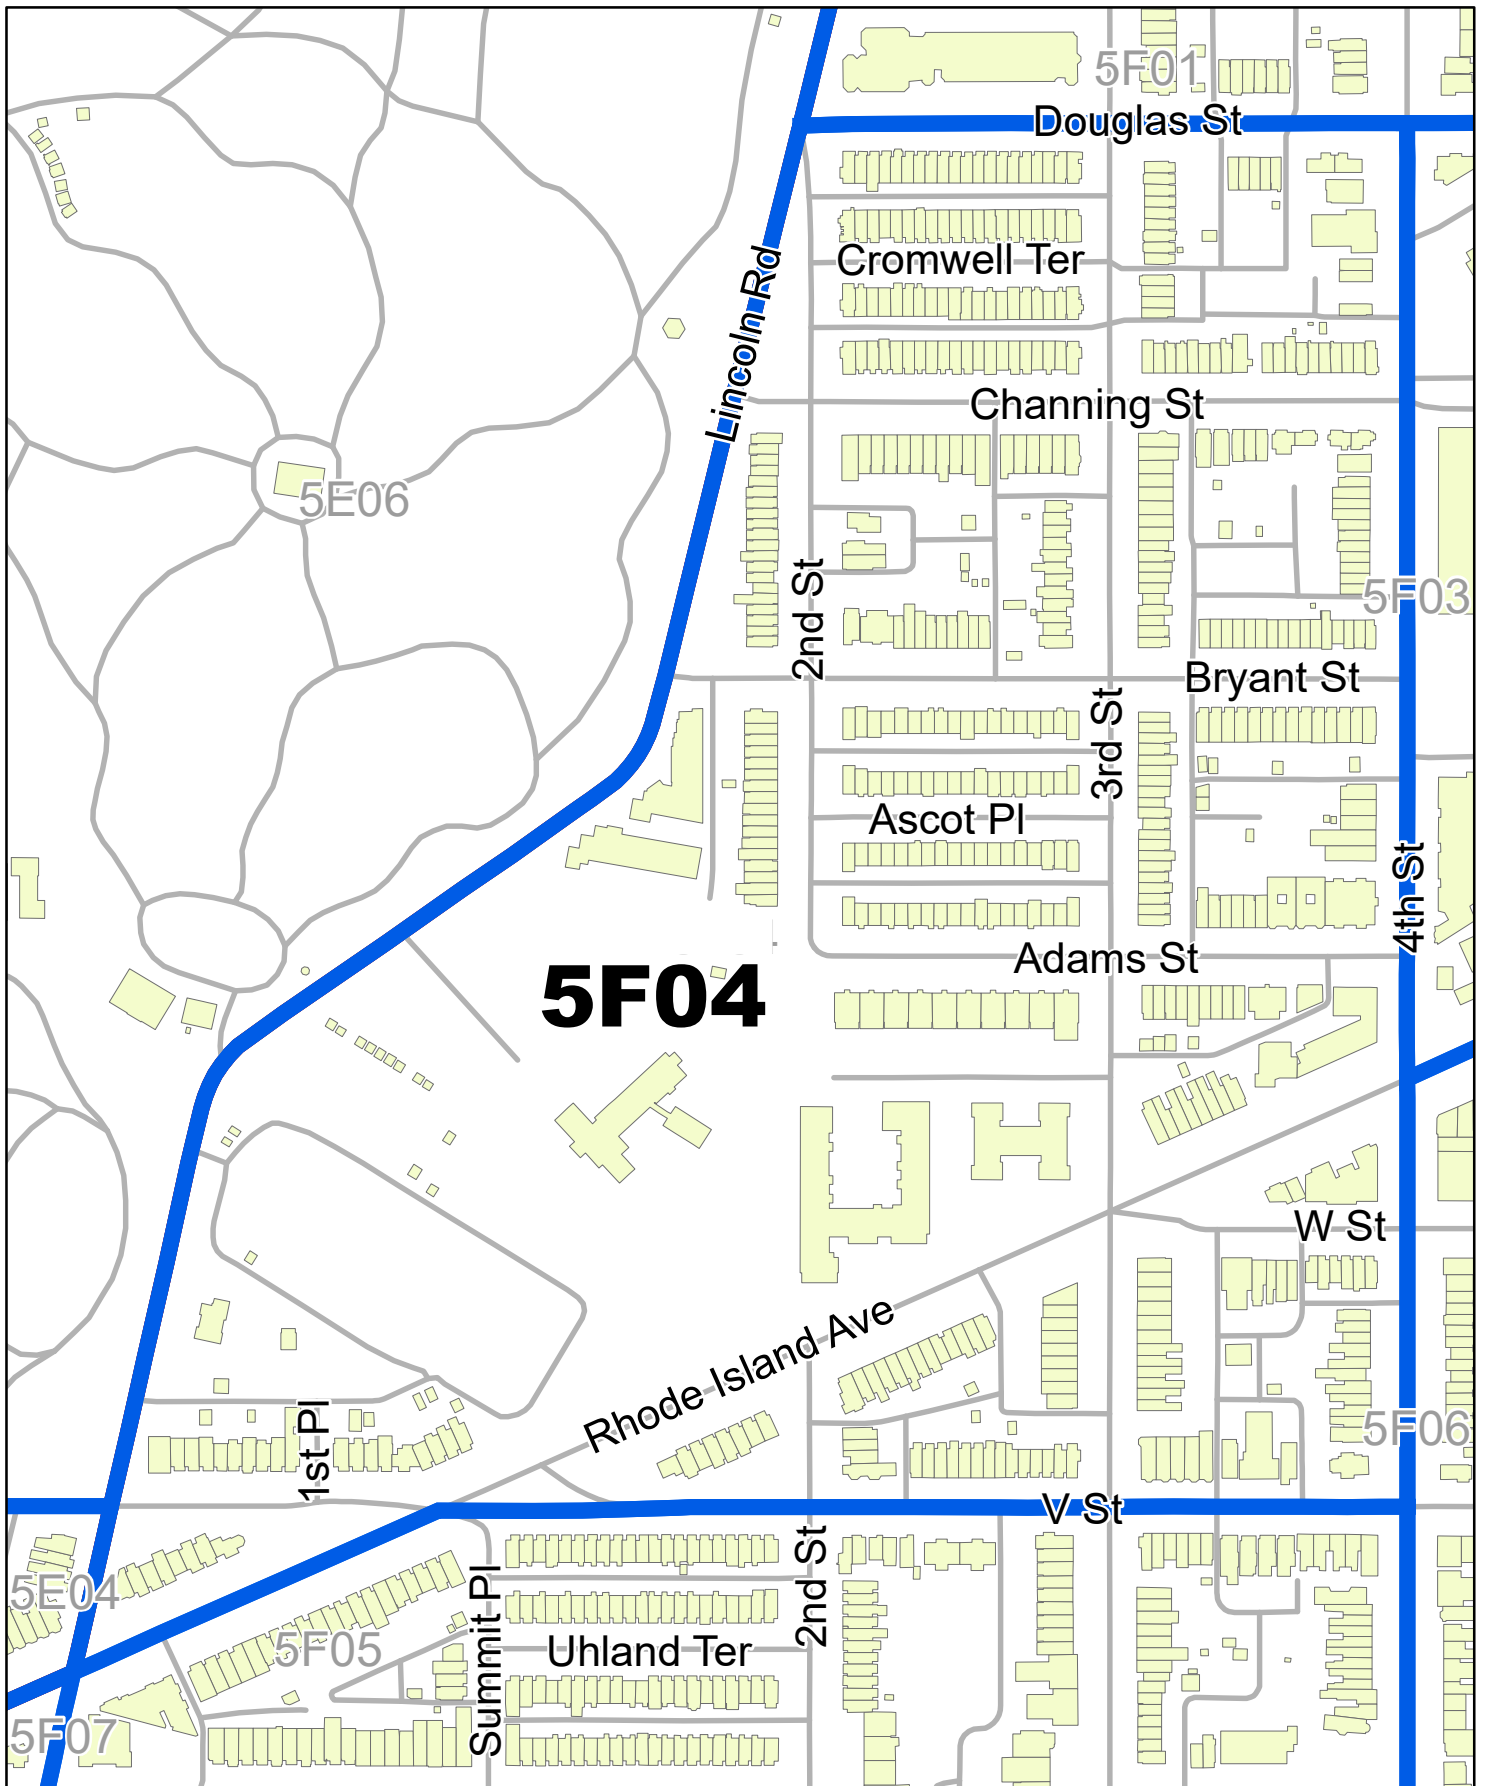 5F01
Douglas St
Cromwell Ter
Lincoln Rd
Channing St
5E06
2nd St
5F03
Bryant St
3rd St
Ascot Pl
4th St
Adams St
5F04
W St
Rhode Island Ave
1st Pl
5F06
V St
5E04
2nd St
Summit Pl
5F05
Uhland Ter
5F07